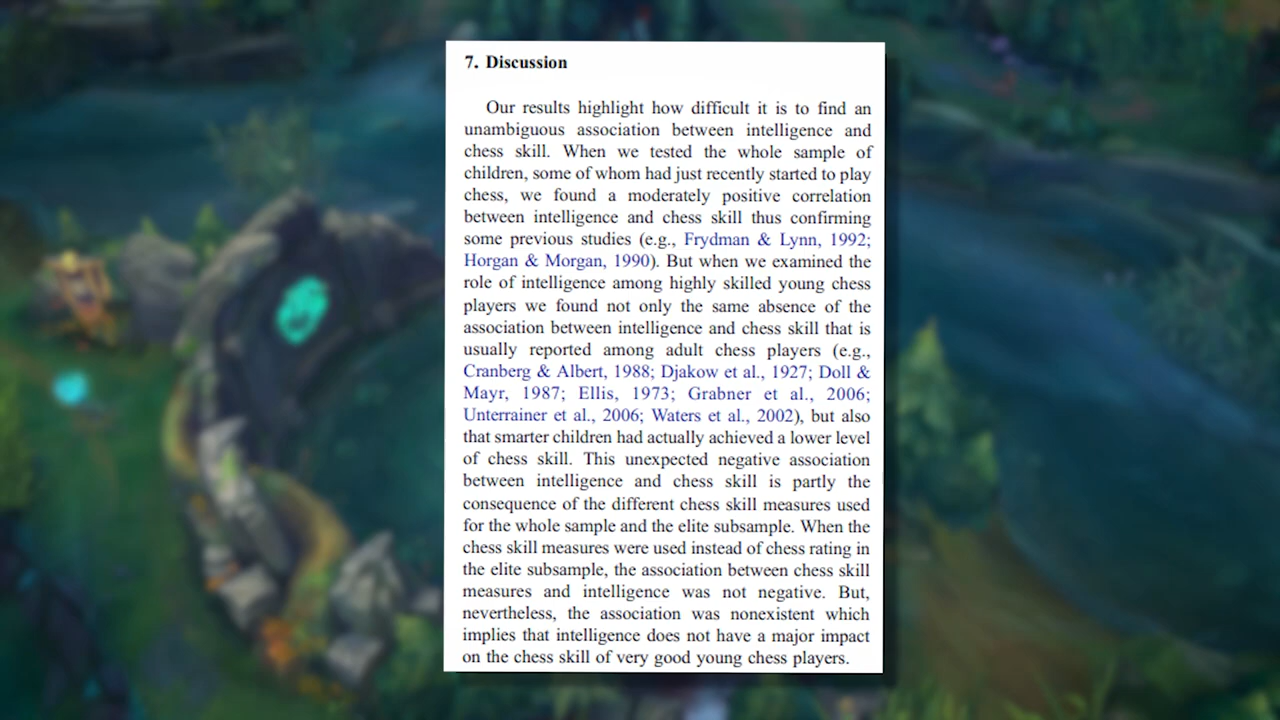 7. Discussion
Our results highlight how difficult it is to find an
unambiguous association between intelligence and
chess skill. When we tested the whole sample of
children, some of whom had just recently started to play
chess, we found a moderately positive correlation
between intelligence and chess skill thus confirming
some previous studies (e.g., Frydman & Lynn, 1992;
Horgan & Morgan, 1990). But when we examined the
role of intelligence among highly skilled young chess
players we found not only the same absence of the
association between intelligence and chess skill that is
usually reported among adult chess players (e.g.,
Cranberg & Albert, 1988; Djakow et al., 1927; Doll &
Mayr, 1987; Ellis, 1973; Grabner et al., 2006;
Unterrainer et al., 2006; Waters et al., 2002), but also
that smarter children had actually achieved a lower level
of chess skill. This unexpected negative association
between intelligence and chess skill is partly the
consequence of the different chess skill measures used
for the whole sample and the elite subsample. When the
chess skill measures were used instead of chess rating in
the elite subsample, the association between chess skill
measures and intelligence was not negative. But,
nevertheless, the association was nonexistent which
implies that intelligence does not have a major impact
on the chess skill of very good young chess players.